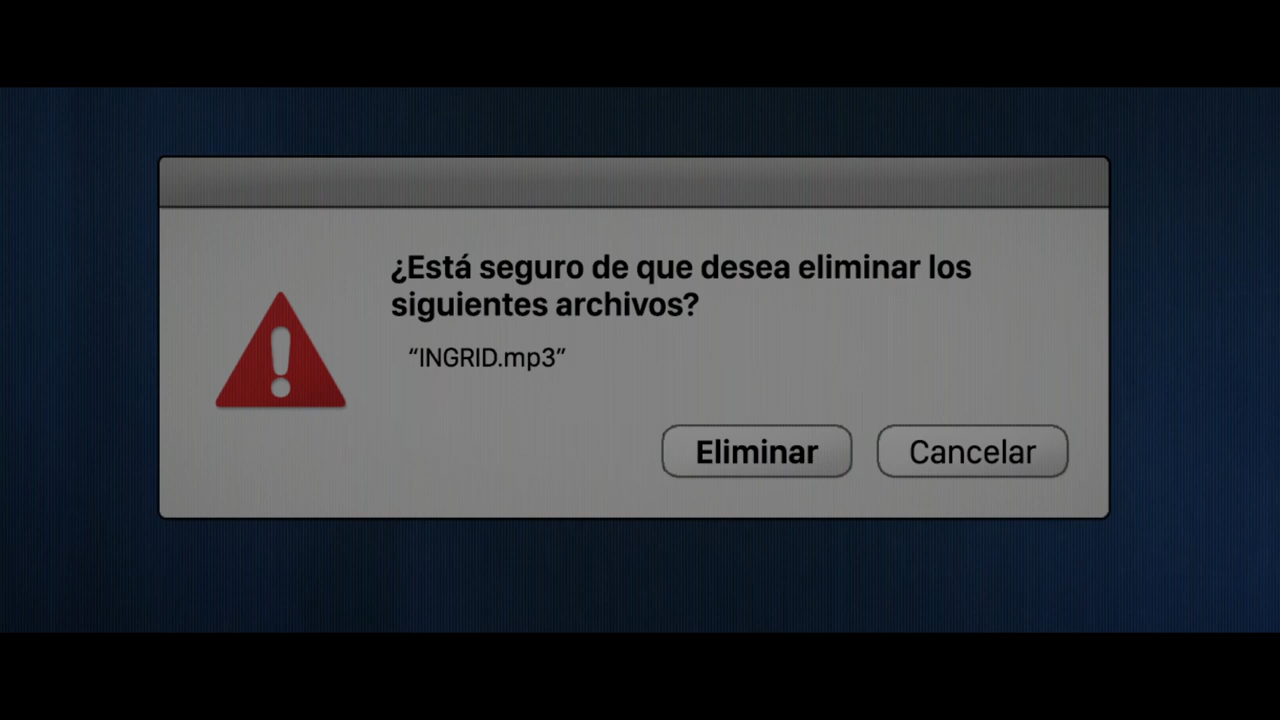 ¿Está seguro de que desea eliminar los
siguientes archivos?
“INGRID.mp3”
Eliminar Cancelar